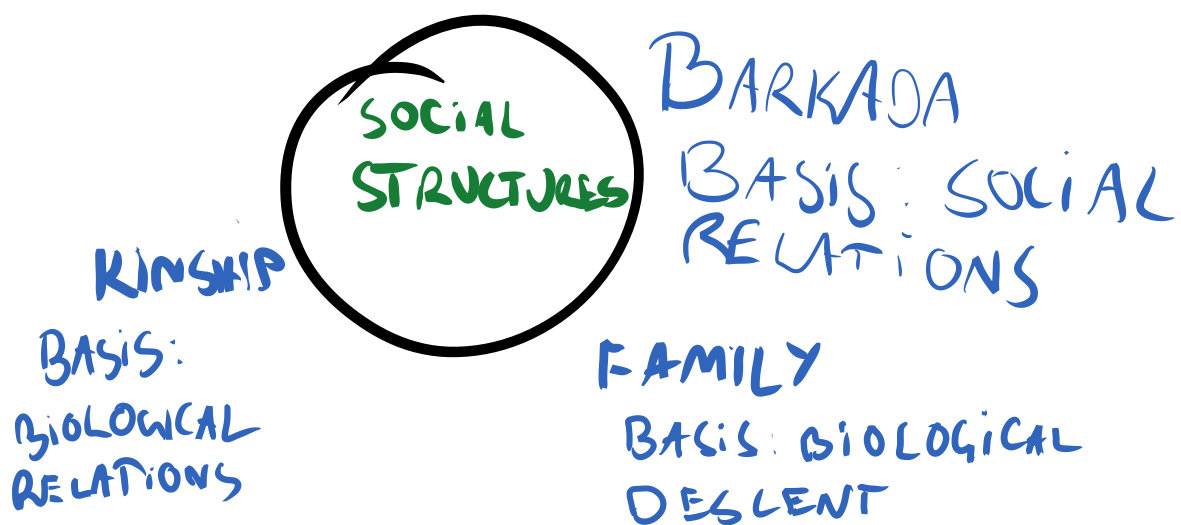 SOCiAL
STRUCTURES
BARKADA
BASiS: SOCiAL
RELATiONS
KiNSHiP
BASiS:
BiOLOGiCAL
RELATiONS
FAMILY
BASiS: BiOLOGiCAL
DESCENT